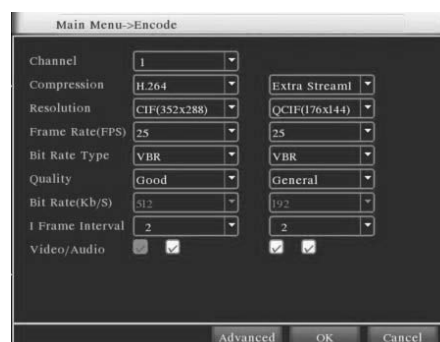 Main Menu->Encode
Channel 1
Compression H.264 Extra Stream1
Resolution CIF(352x288) QCIF(176x144)
Frame Rate(FPS) 25 25
Bit Rate Type VBR VBR
Quality Good General
Bit Rate(Kb/S) 512 192
I Frame Interval 2 2
Video/Audio
Advanced OK Cancel